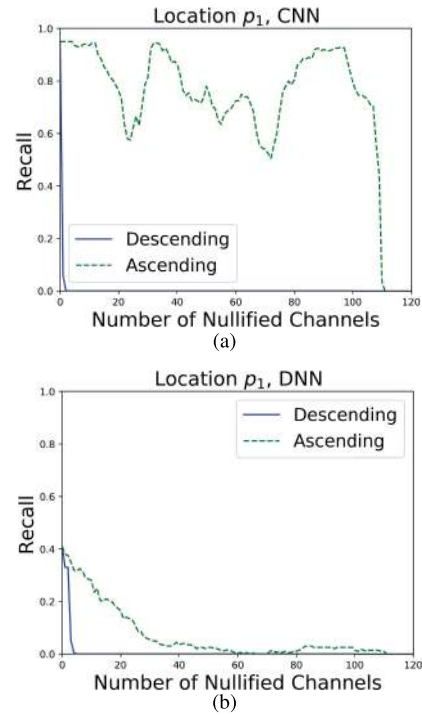 Location p₁, CNN
1.0
0.8
0.6
0.4
0.2
0.0
Recall
Descending
Ascending
0 20 40 60 80 100 120
Number of Nullified Channels
(a)
Location p₁, DNN
1.0
0.8
0.6
0.4
0.2
0.0
Recall
Descending
Ascending
0 20 40 60 80 100 120
Number of Nullified Channels
(b)